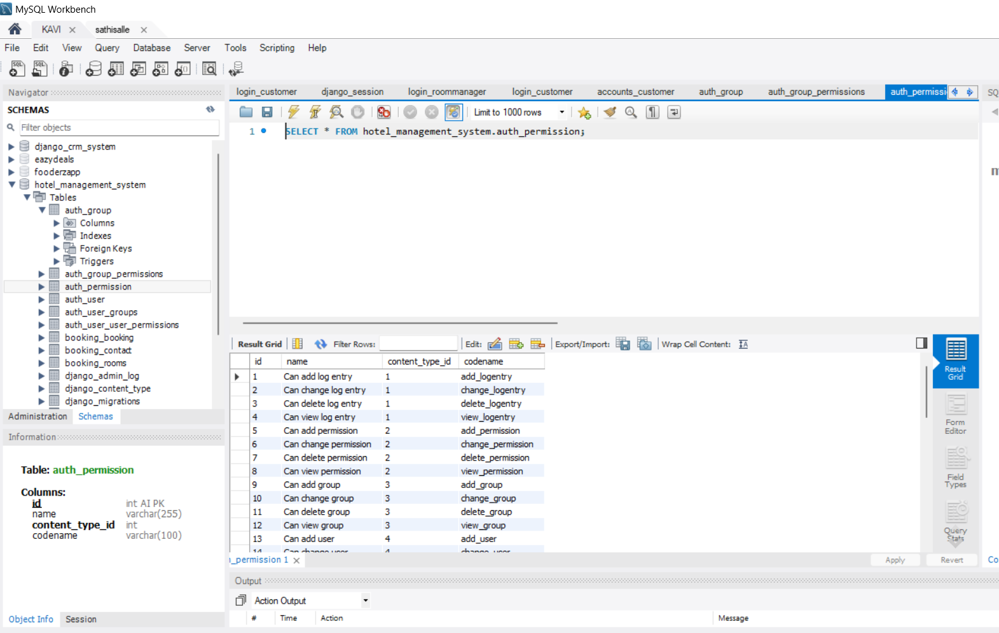 MySQL Workbench
KAVI
sathisalle
File Edit View Query Database Server Tools Scripting Help
Navigator
SCHEMAS
Filter objects
django_crm_system
eazydeals
fooderzapp
hotel_management_system
Tables
auth_group
Columns
Indexes
Foreign Keys
Triggers
auth_group_permissions
auth_permission
auth_user
auth_user_groups
auth_user_user_permissions
booking_booking
booking_contact
booking_rooms
django_admin_log
django_content_type
django_migrations
Administration Schemas
Information
Table: auth_permission
Columns:
id int AI PK
name varchar(255)
content_type_id int
codename varchar(100)
Object Info Session
login_customer django_session login_roommanager login_customer accounts_customer auth_group auth_group_permissions auth_permissi
Limit to 1000 rows
1 SELECT * FROM hotel_management_system.auth_permission;
Result Grid Filter Rows: Edit: Export/Import: Wrap Cell Content:
id name content_type_id codename
1 Can add log entry 1 add_logentry
2 Can change log entry 1 change_logentry
3 Can delete log entry 1 delete_logentry
4 Can view log entry 1 view_logentry
5 Can add permission 2 add_permission
6 Can change permission 2 change_permission
7 Can delete permission 2 delete_permission
8 Can view permission 2 view_permission
9 Can add group 3 add_group
10 Can change group 3 change_group
11 Can delete group 3 delete_group
12 Can view group 3 view_group
13 Can add user 4 add_user
14 Can change user 4 change_user
Result
Grid
Form
Editor
Field
Types
Query
Stats
_permission 1
Apply Revert
Output
Action Output
# Time Action Message
SQ
Co